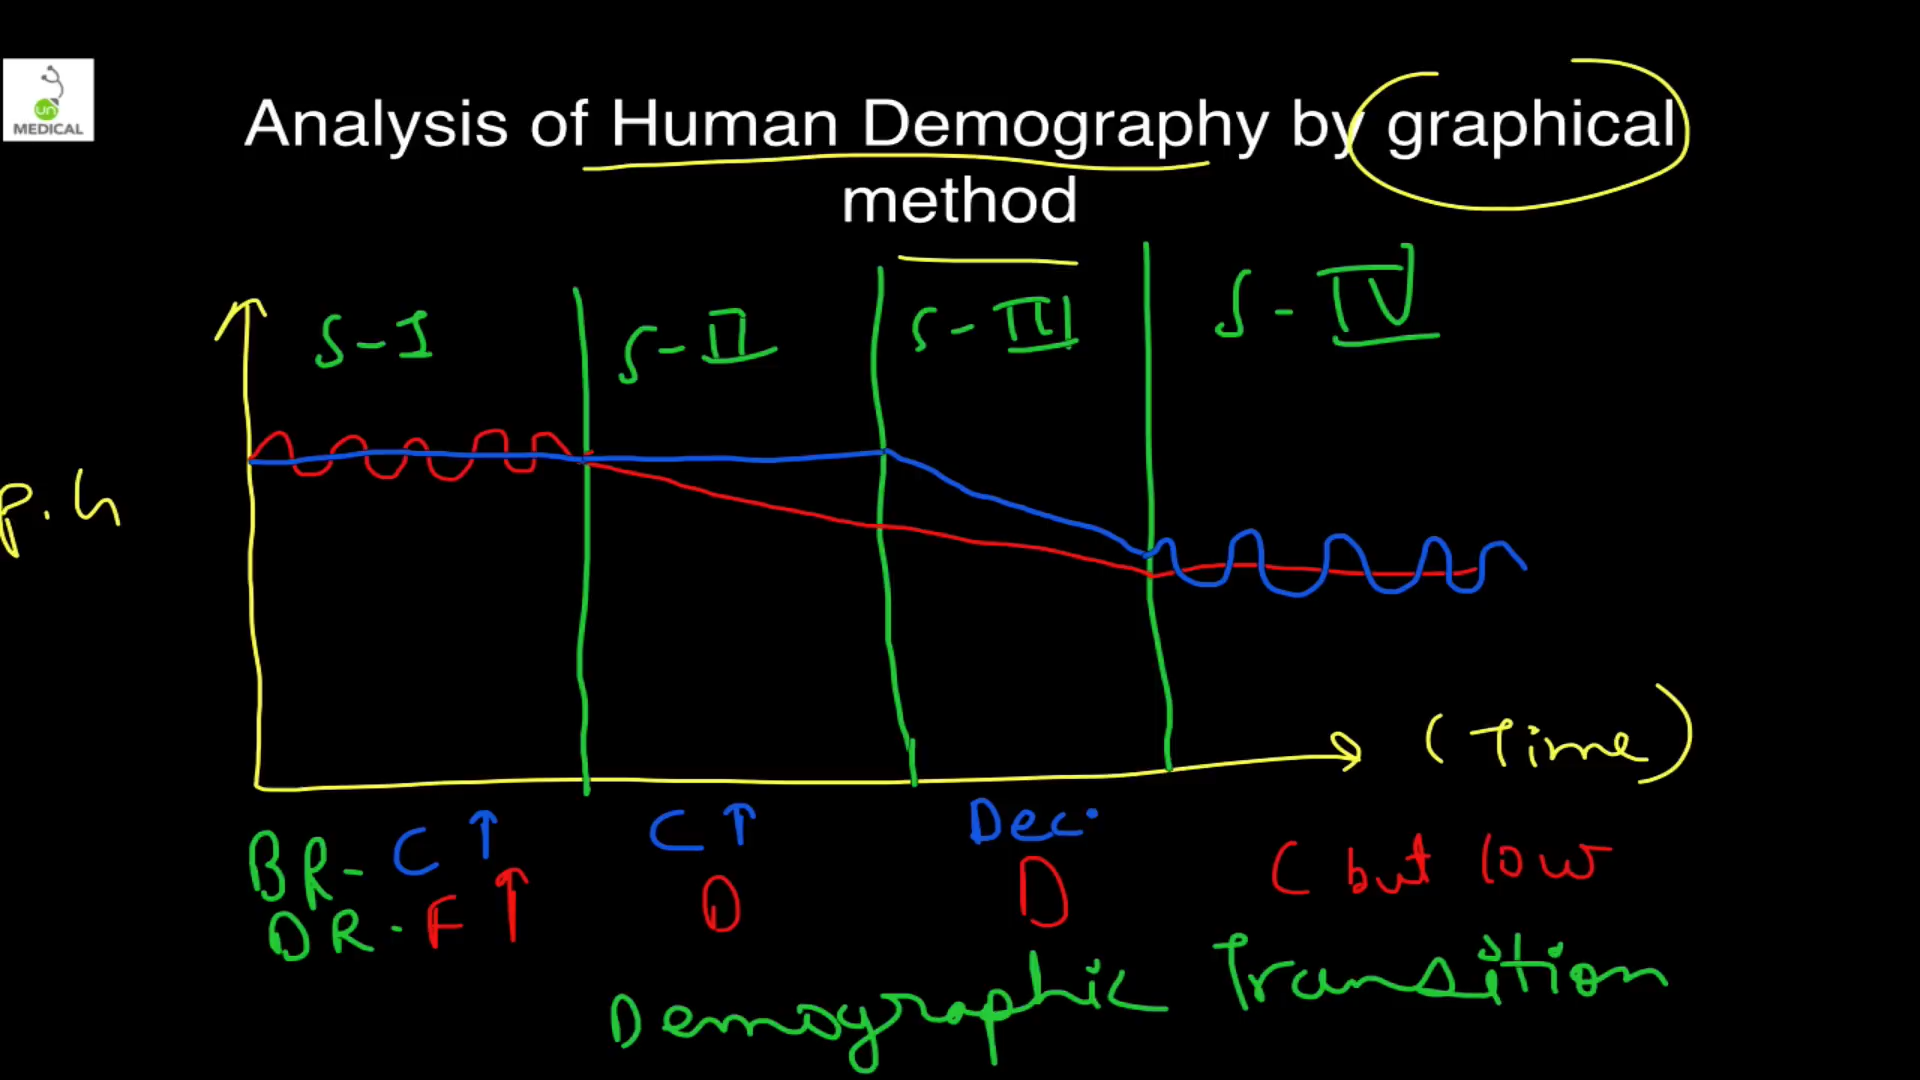 un
MEDICAL
Analysis of Human Demography by graphical
method
S-I
S-II
S-III
S-IV
P.h
(Time)
BR- C↑ C↑ Dec.
DR- F↑ D D C but low
Demographic Transition